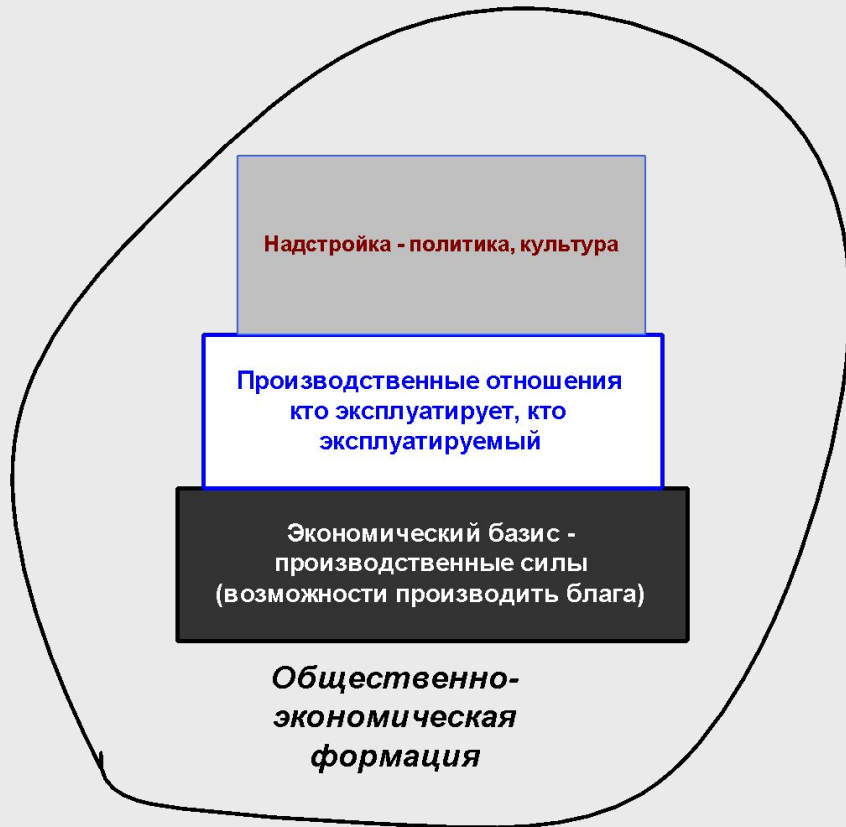 Надстройка - политика, культура
Производственные отношения
кто эксплуатирует, кто
эксплуатируемый
Экономический базис -
производственные силы
(возможности производить блага)
Общественно-
экономическая
формация